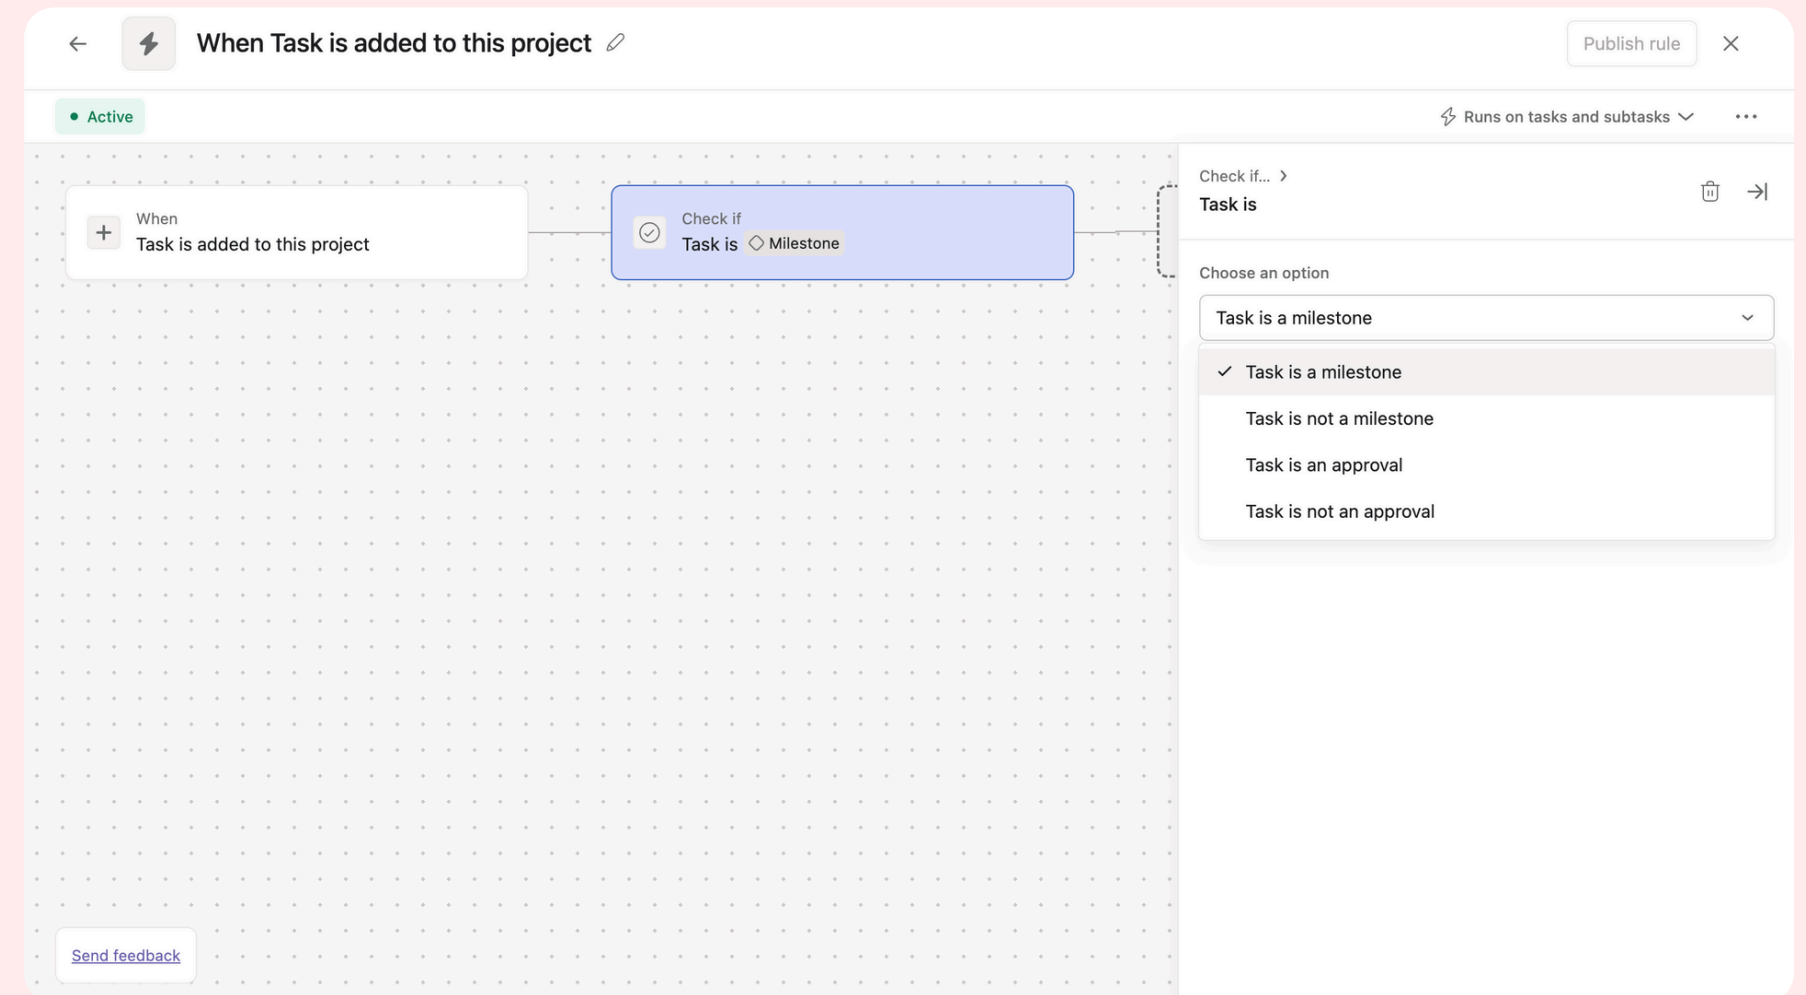 When Task is added to this project
Publish rule
Active
Runs on tasks and subtasks
When
Task is added to this project
Check if
Task is Milestone
Check if...
Task is
Choose an option
Task is a milestone
Task is a milestone
Task is not a milestone
Task is an approval
Task is not an approval
Send feedback